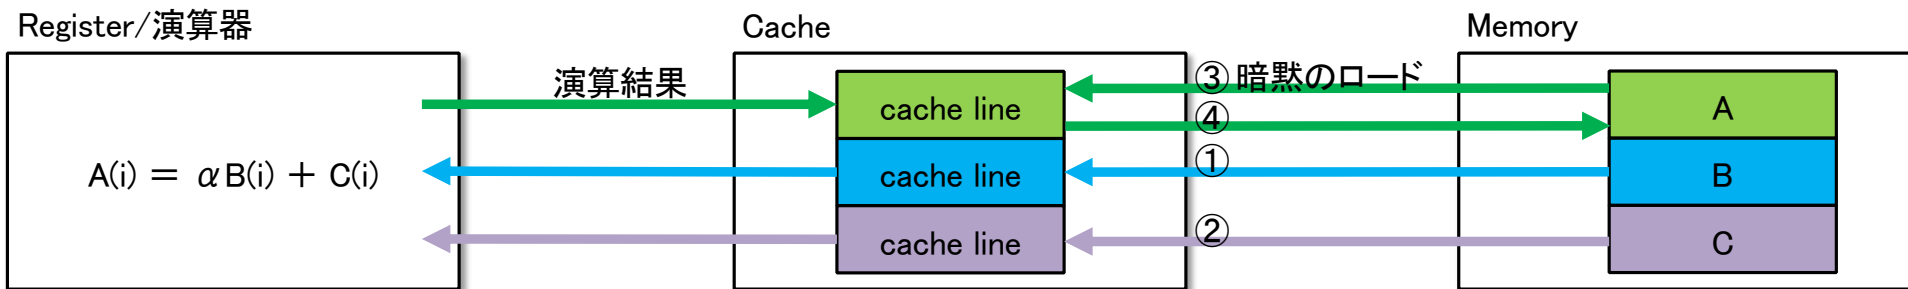 Register/演算器
Cache
Memory
演算結果
③暗黙のロード
cache line
A
④
①
A(i) = αB(i) + C(i)
cache line
B
②
cache line
C